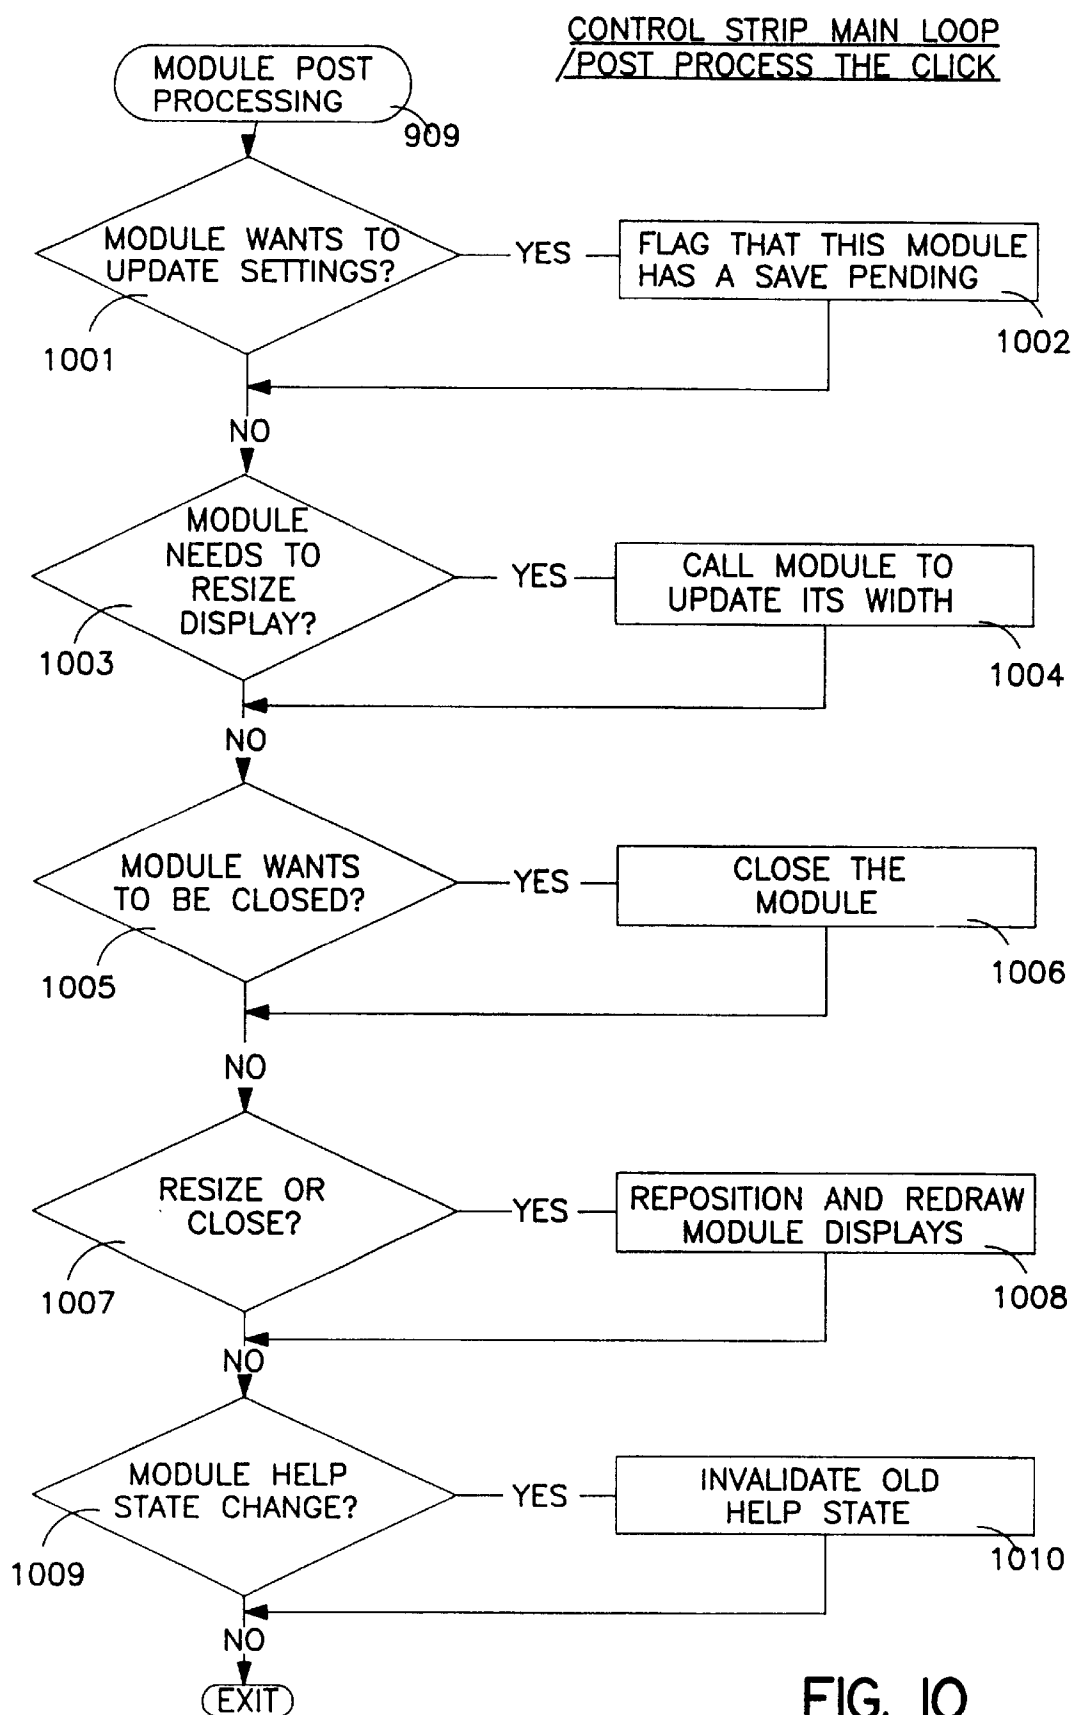 CONTROL STRIP MAIN LOOP
/POST PROCESS THE CLICK
MODULE POST
PROCESSING
909
MODULE WANTS TO
UPDATE SETTINGS?
1001
YES
FLAG THAT THIS MODULE
HAS A SAVE PENDING
1002
NO
MODULE
NEEDS TO
RESIZE
DISPLAY?
1003
YES
CALL MODULE TO
UPDATE ITS WIDTH
1004
NO
MODULE WANTS
TO BE CLOSED?
1005
YES
CLOSE THE
MODULE
1006
NO
RESIZE OR
CLOSE?
1007
YES
REPOSITION AND REDRAW
MODULE DISPLAYS
1008
NO
MODULE HELP
STATE CHANGE?
1009
YES
INVALIDATE OLD
HELP STATE
1010
NO
EXIT
FIG. 10